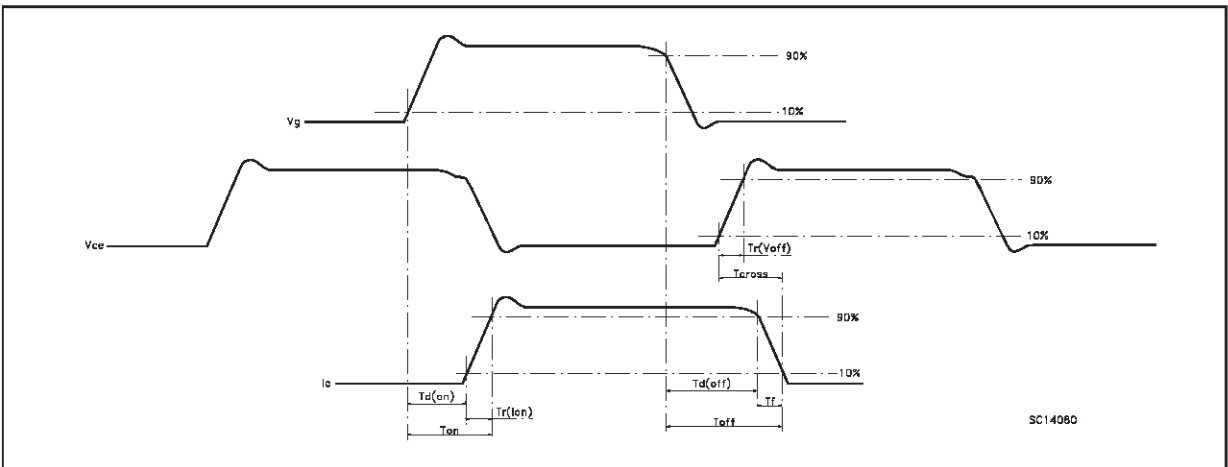 90%
10%
Vg
90%
Vce
10%
Tr(Voff)
Tcross
90%
Ic
10%
Td(on)
Td(off)
Tr(Ion)
Tf
Ton
Toff
SC14080